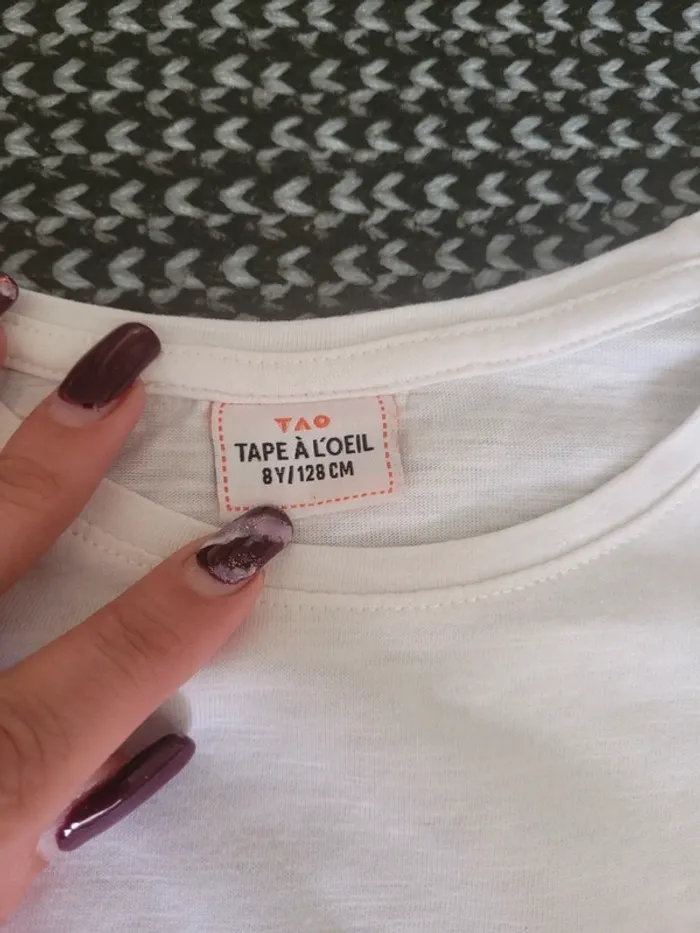 TAO
TAPE À L'OEIL
8Y/128 CM